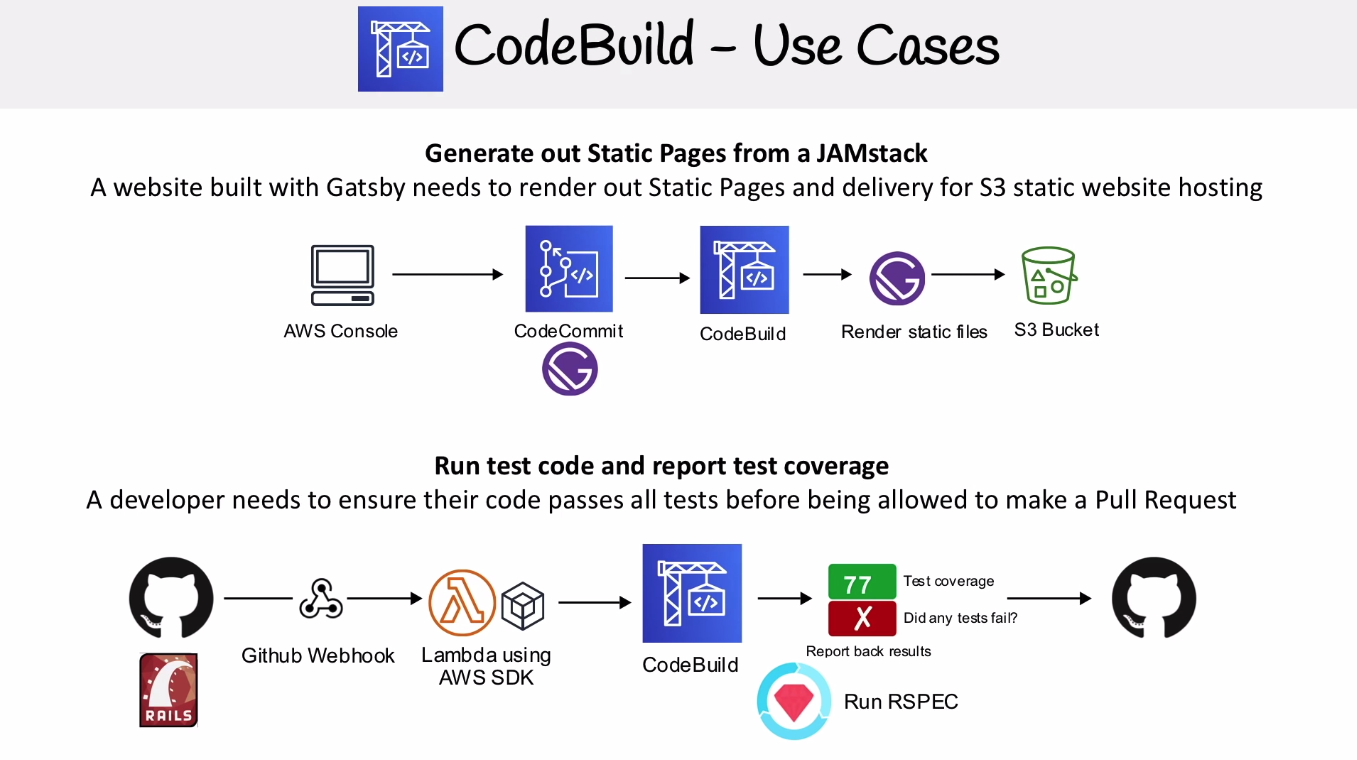 CodeBuild – Use Cases
Generate out Static Pages from a JAMstack
A website built with Gatsby needs to render out Static Pages and delivery for S3 static website hosting
AWS Console
CodeCommit
CodeBuild
Render static files
S3 Bucket
Run test code and report test coverage
A developer needs to ensure their code passes all tests before being allowed to make a Pull Request
77
Test coverage
X
Did any tests fail?
Report back results
Github Webhook
Lambda using
AWS SDK
CodeBuild
RAILS
Run RSPEC